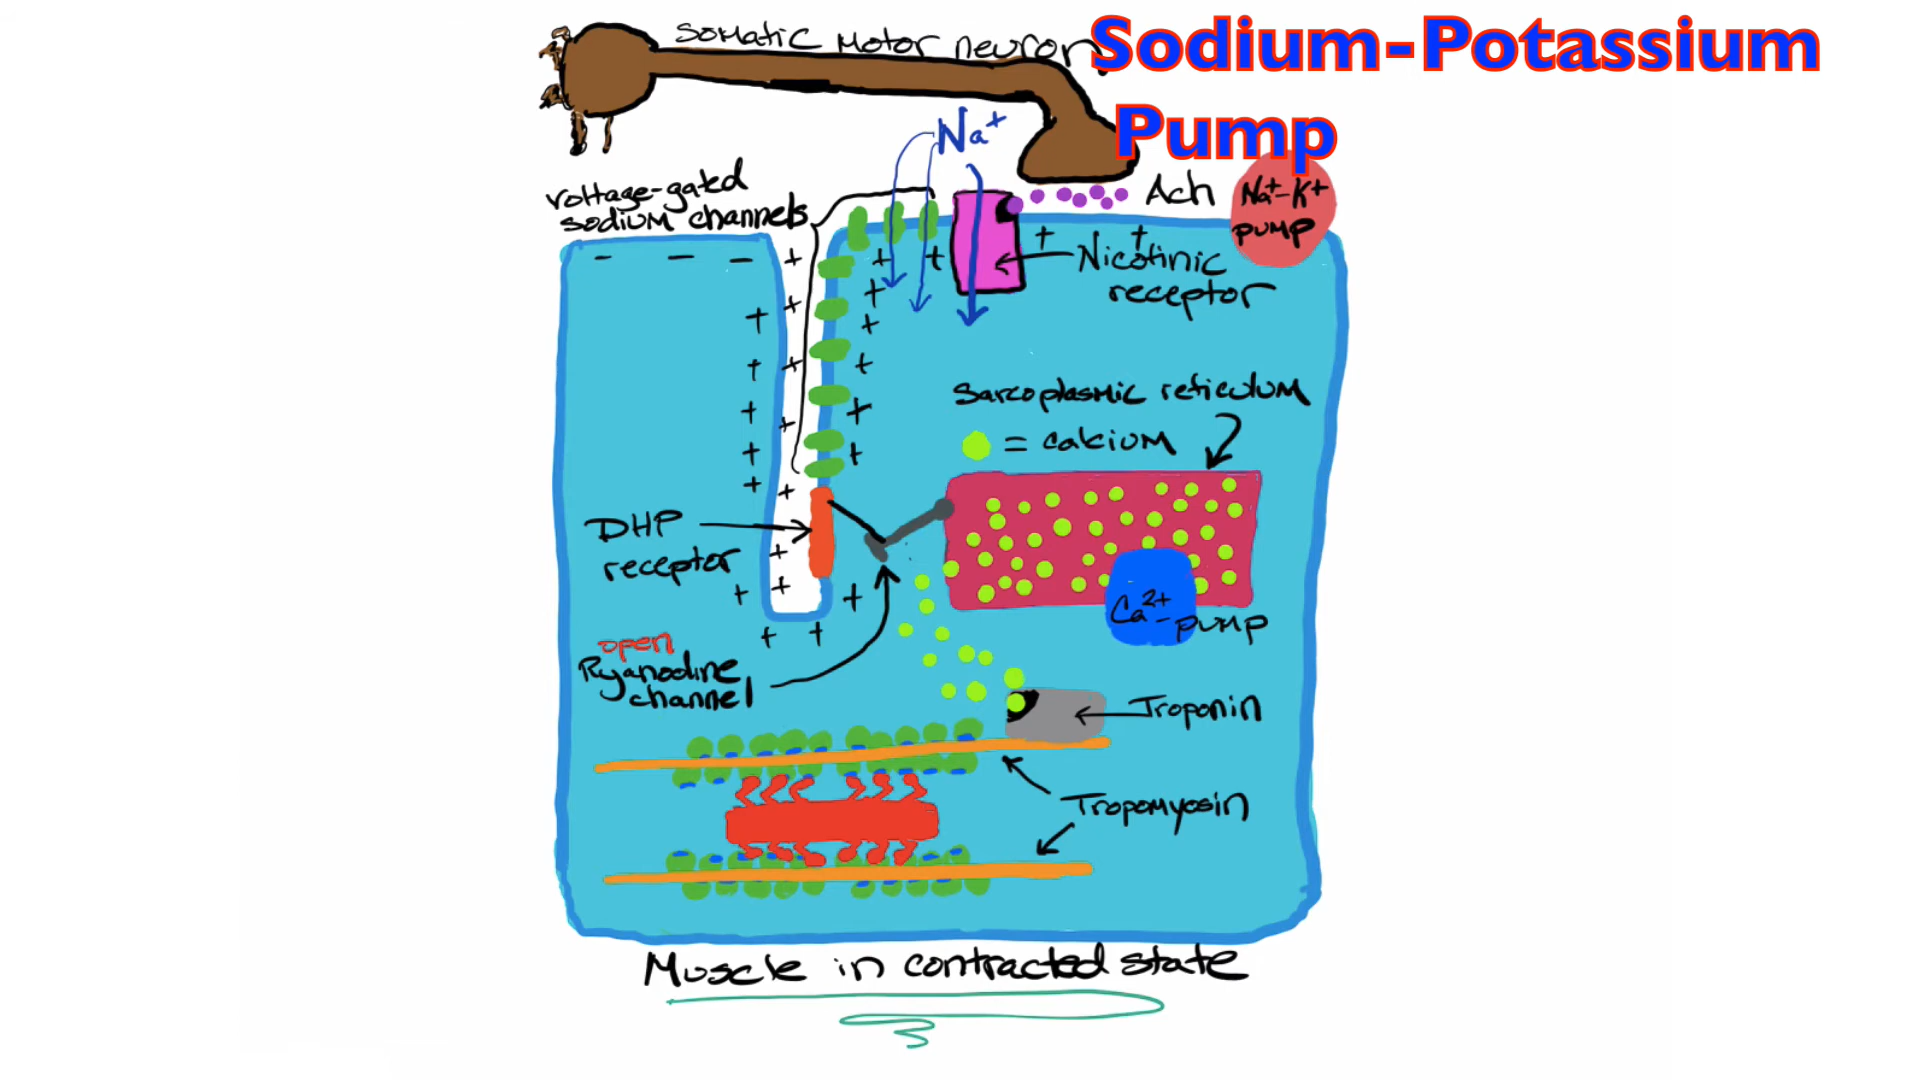 Somatic Motor neuron
Sodium-Potassium
Pump
Na+
voltage-gated
sodium channels
Ach
Na+-K+
pump
Nicotinic
receptor
Sarcoplasmic reticulum
= calcium
DHP
receptor
Ca2+-pump
open
Ryanodine
channel
Troponin
Tropomyosin
Muscle in contracted state